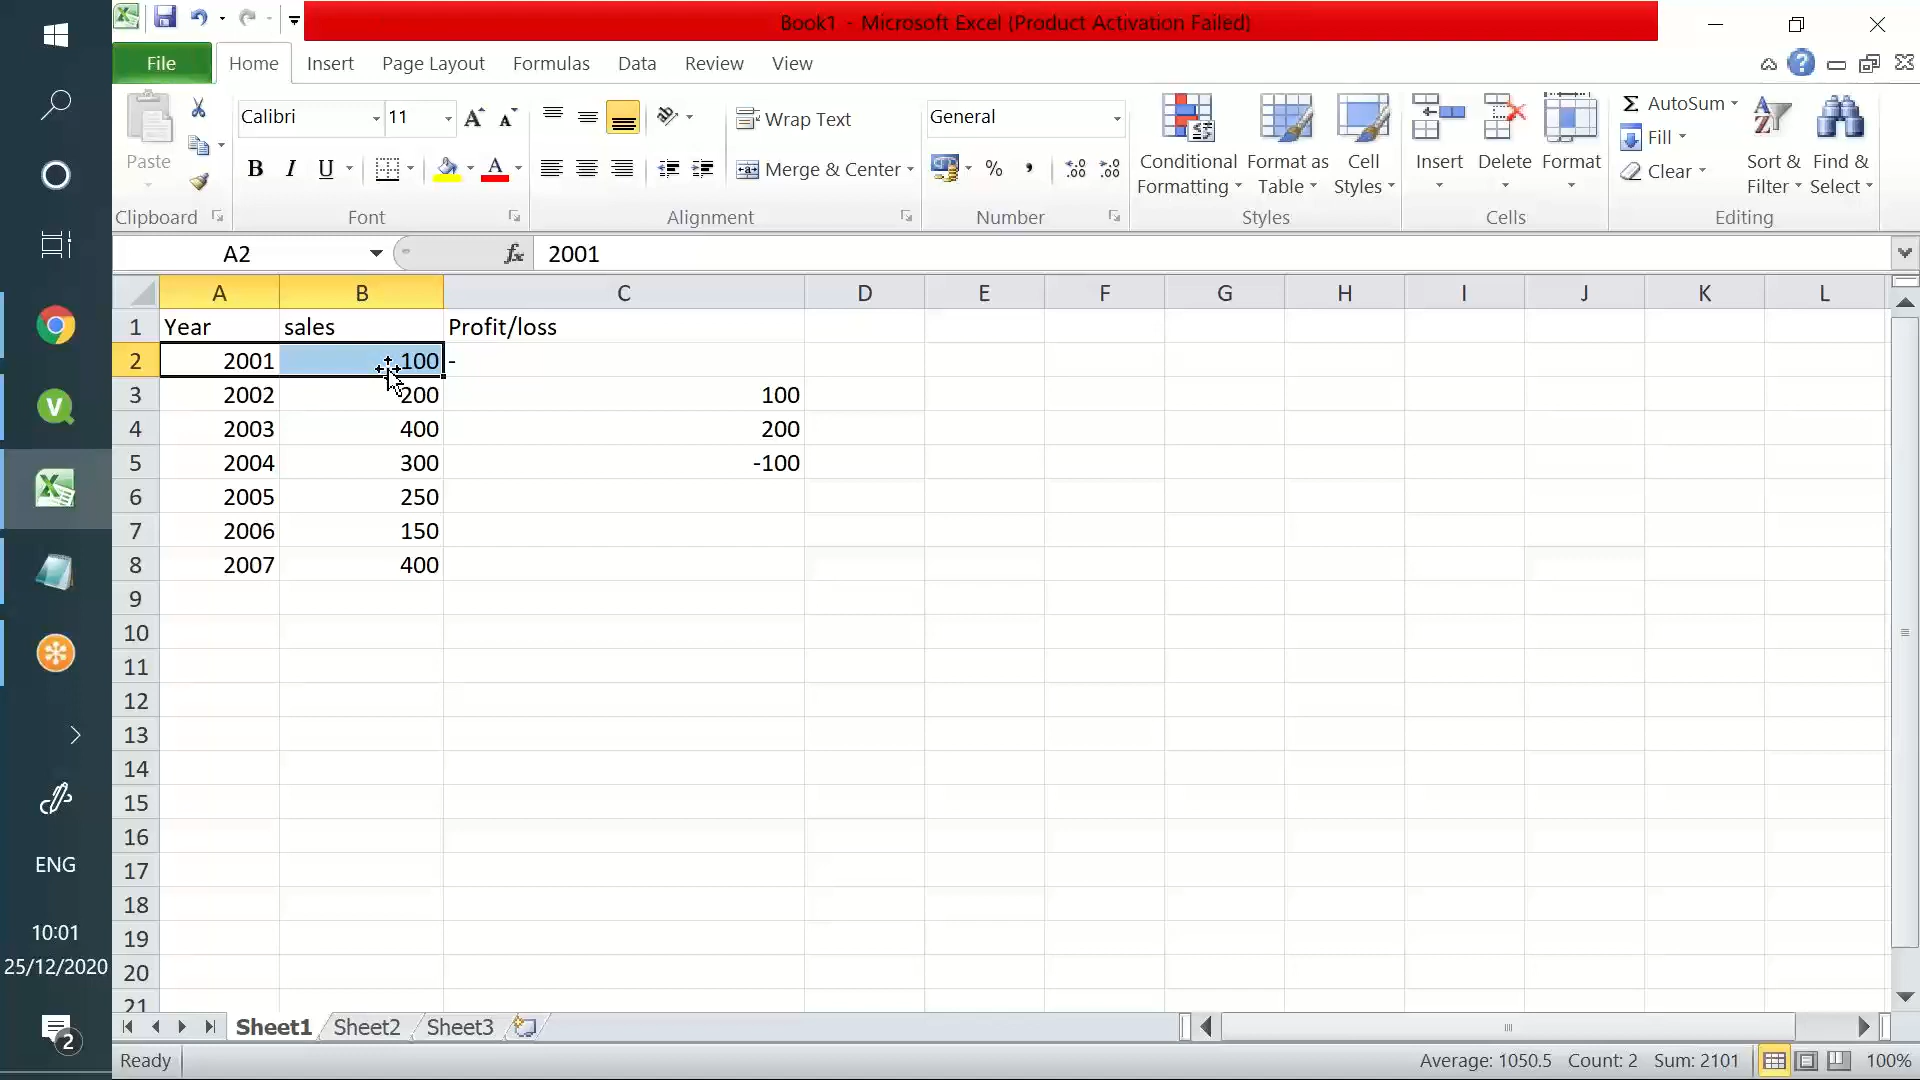 Book1 - Microsoft Excel (Product Activation Failed)
File Home Insert Page Layout Formulas Data Review View
Paste
Clipboard
Calibri 11
B I U A
Font
Wrap Text
Merge & Center
Alignment
General
%
Number
Conditional Formatting
Format as Table
Cell Styles
Styles
Insert
Delete
Format
Cells
AutoSum
Fill
Clear
Sort & Filter
Find & Select
Editing
A2 fx 2001
A B C D E F G H I J K L
1 Year sales Profit/loss
2 2001 100 -
3 2002 200 100
4 2003 400 200
5 2004 300 -100
6 2005 250
7 2006 150
8 2007 400
9
10
11
12
13
14
15
16
17
18
19
20
21
Sheet1 Sheet2 Sheet3
Ready Average: 1050.5 Count: 2 Sum: 2101 100%
ENG
10:01
25/12/2020
2